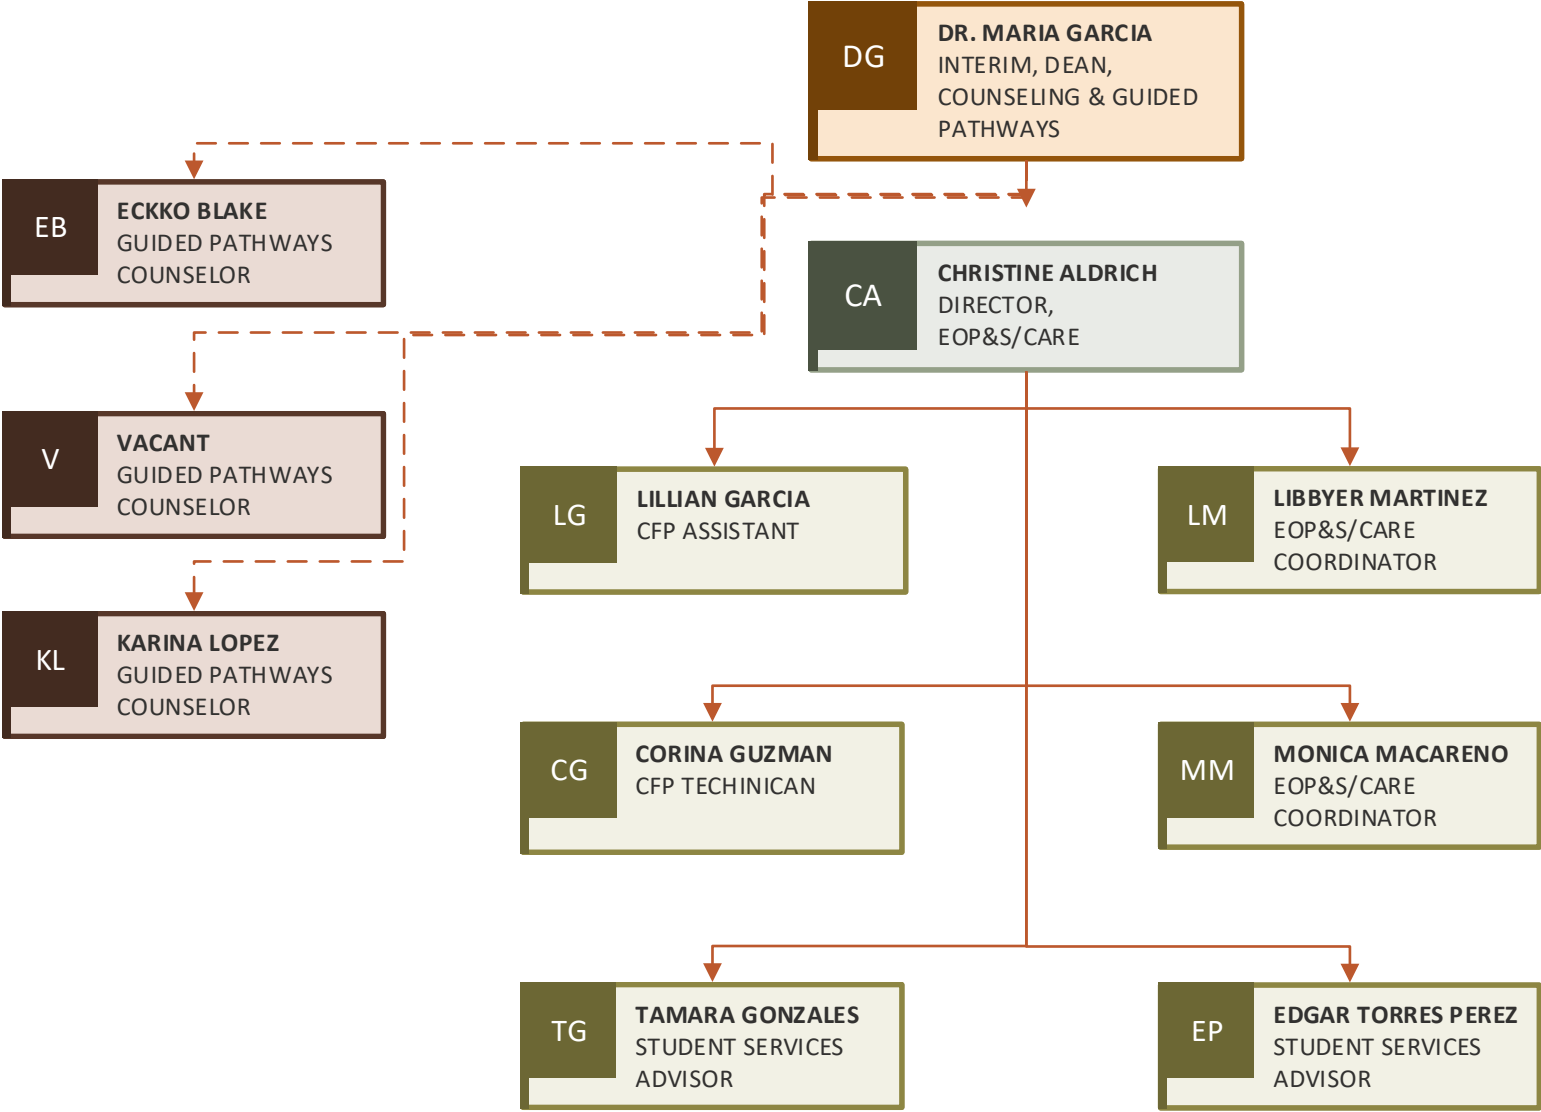 DG
DR. MARIA GARCIA
INTERIM, DEAN,
COUNSELING & GUIDED
PATHWAYS
EB
ECKKO BLAKE
GUIDED PATHWAYS
COUNSELOR
CA
CHRISTINE ALDRICH
DIRECTOR,
EOP&S/CARE
V
VACANT
GUIDED PATHWAYS
COUNSELOR
LG
LILLIAN GARCIA
CFP ASSISTANT
LM
LIBBYER MARTINEZ
EOP&S/CARE
COORDINATOR
KL
KARINA LOPEZ
GUIDED PATHWAYS
COUNSELOR
CG
CORINA GUZMAN
CFP TECHINICAN
MM
MONICA MACARENO
EOP&S/CARE
COORDINATOR
TG
TAMARA GONZALES
STUDENT SERVICES
ADVISOR
EP
EDGAR TORRES PEREZ
STUDENT SERVICES
ADVISOR